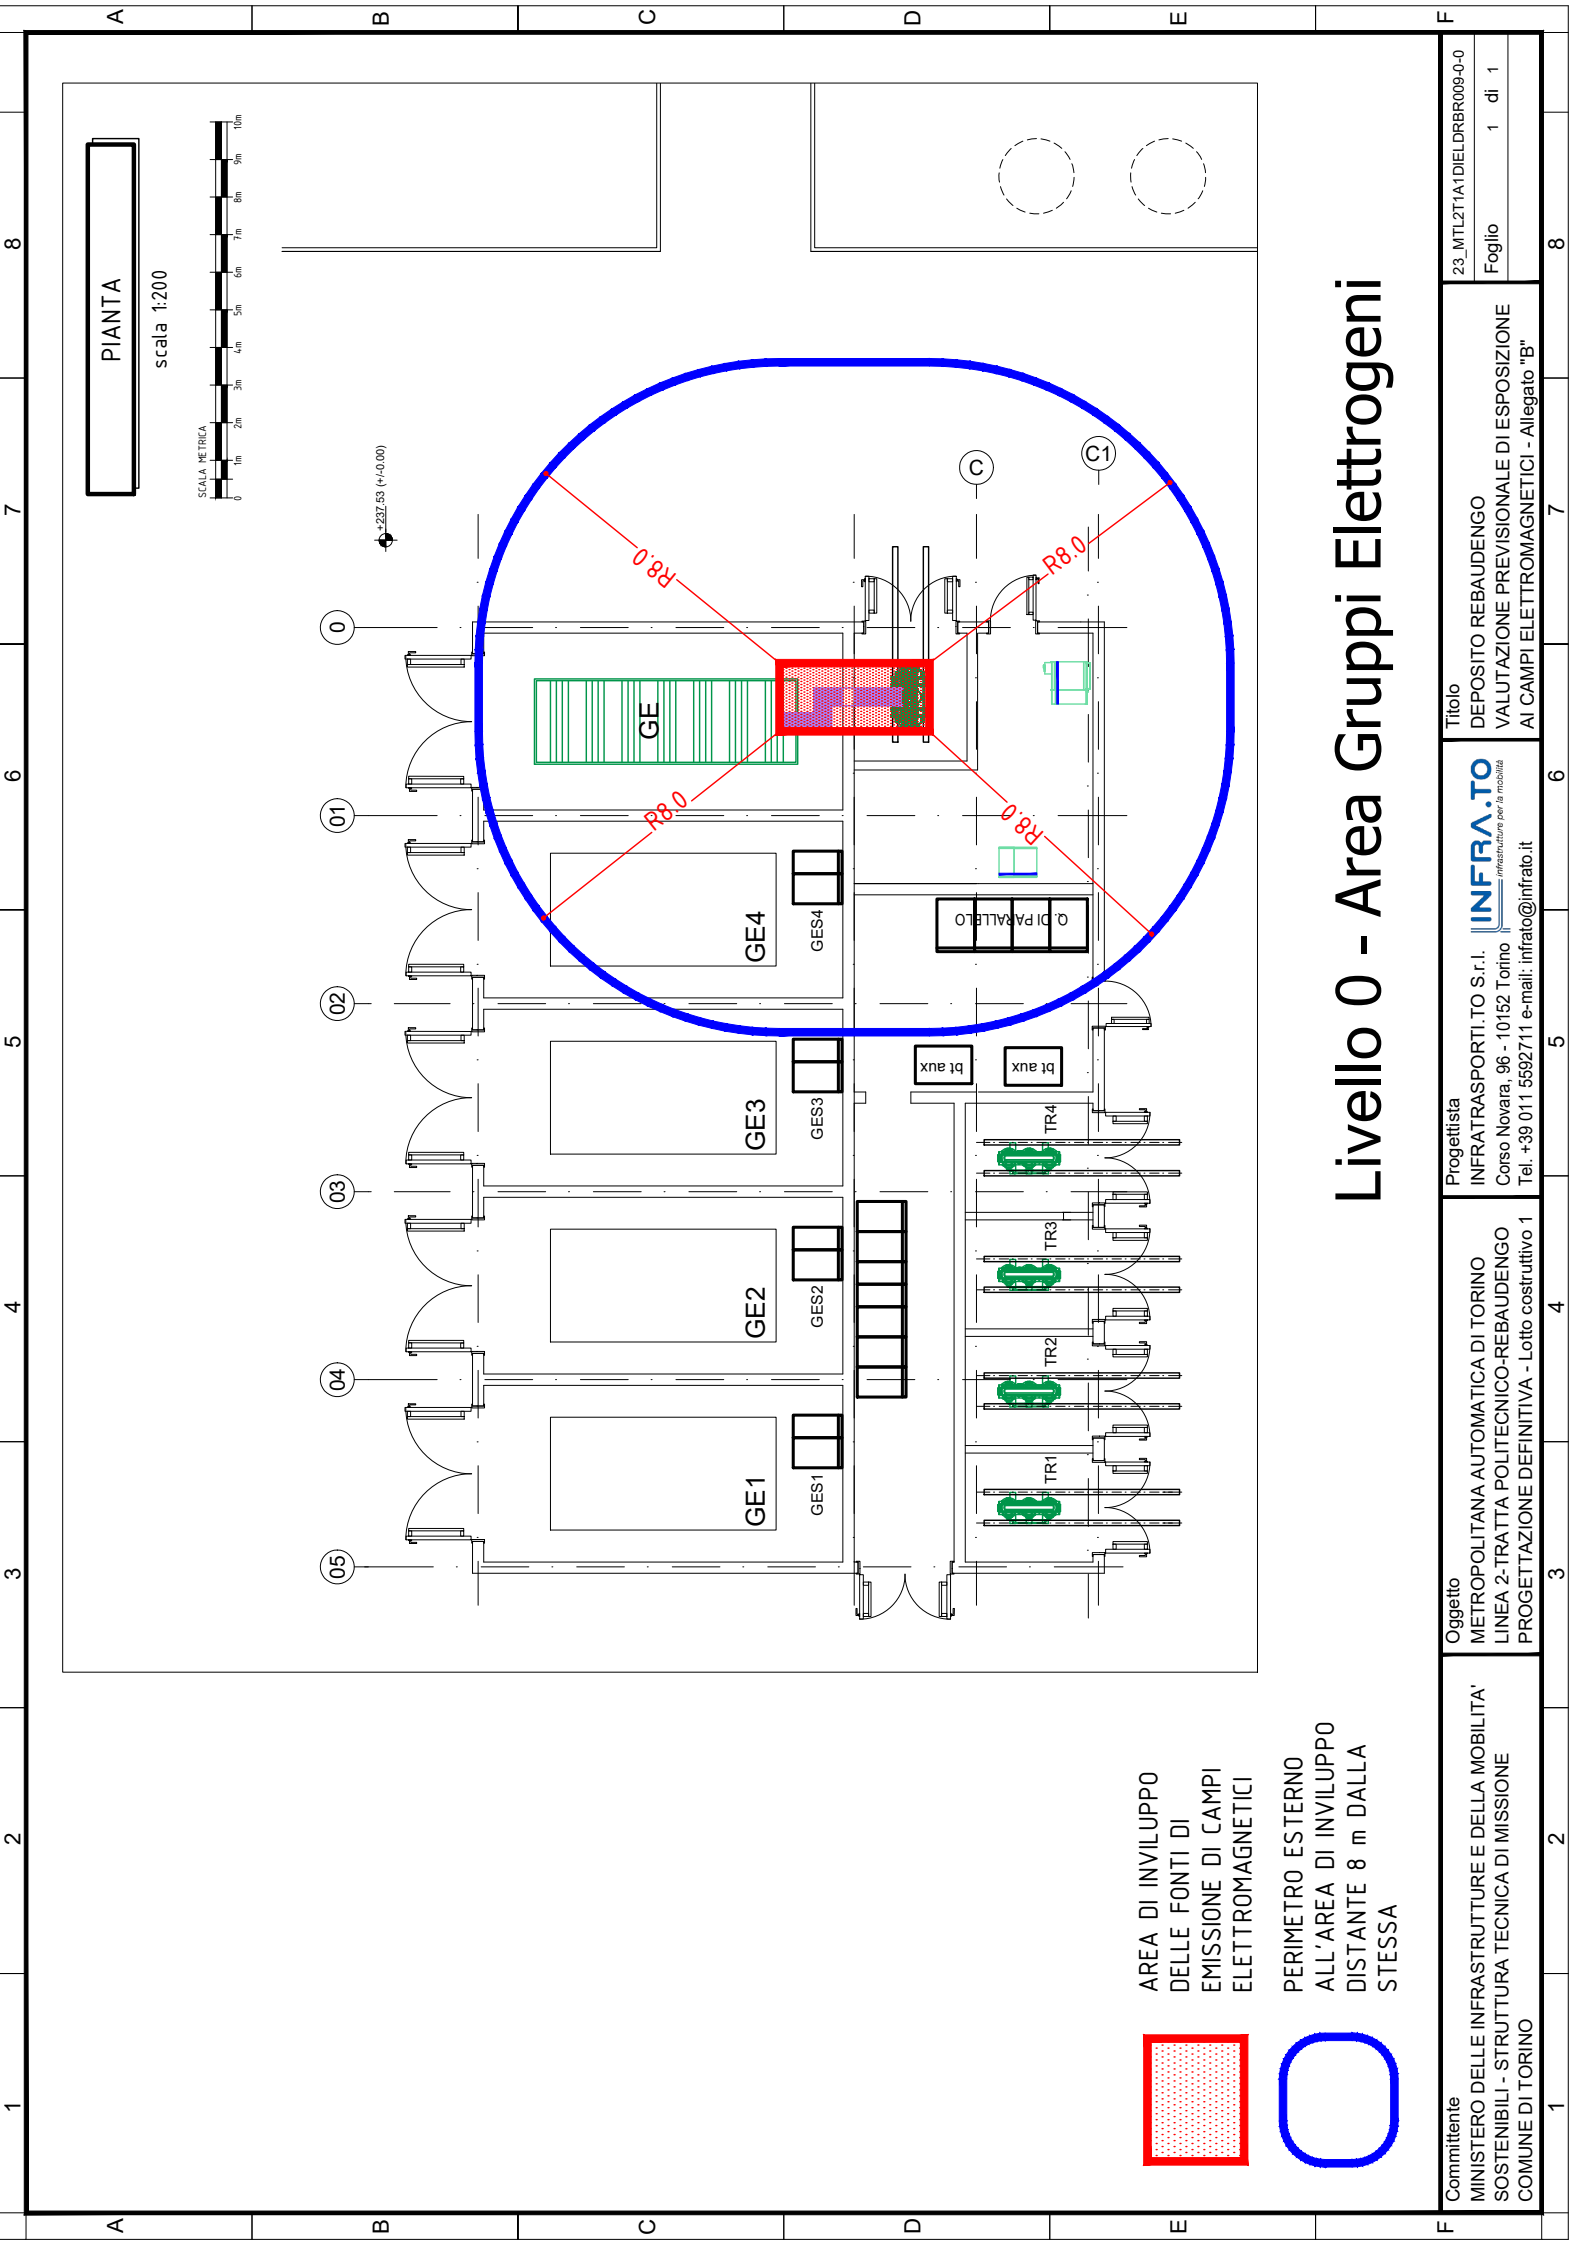 PIANTA
scala 1:200
SCALA METRICA
0 1m 2m 3m 4m 5m 6m 7m 8m 9m 10m
+237.53 (+/-0.00)
05 04 03 02 01 0
C
C1
GE1 GE2 GE3 GE4 GE
GES1 GES2 GES3 GES4
R8.0
R8.0
R8.0
R8.0
Q. DI PARALLELO
bt aux
bt aux
TR1 TR2 TR3 TR4
AREA DI INVILUPPO
DELLE FONTI DI
EMISSIONE DI CAMPI
ELETTROMAGNETICI
PERIMETRO ESTERNO
ALL'AREA DI INVILUPPO
DISTANTE 8 m DALLA
STESSA
Livello 0 - Area Gruppi Elettrogeni
Committente
MINISTERO DELLE INFRASTRUTTURE E DELLA MOBILITA'
SOSTENIBILI - STRUTTURA TECNICA DI MISSIONE
COMUNE DI TORINO
Oggetto
METROPOLITANA AUTOMATICA DI TORINO
LINEA 2-TRATTA POLITECNICO-REBAUDENGO
PROGETTAZIONE DEFINITIVA - Lotto costruttivo 1
Progettista
INFRATRASPORTI.TO S.r.l.
Corso Novara, 96 - 10152 Torino
Tel. +39 011 5592711 e-mail: infrato@infrato.it
INFRA.TO
infrastrutture per la mobilità
Titolo
DEPOSITO REBAUDENGO
VALUTAZIONE PREVISIONALE DI ESPOSIZIONE
AI CAMPI ELETTROMAGNETICI - Allegato "B"
23_MTL2T1A1DIELDRBR009-0-0
Foglio 1 di 1
1 2 3 4 5 6 7 8
1 2 3 4 5 6 7 8
A B C D E F
A B C D E F